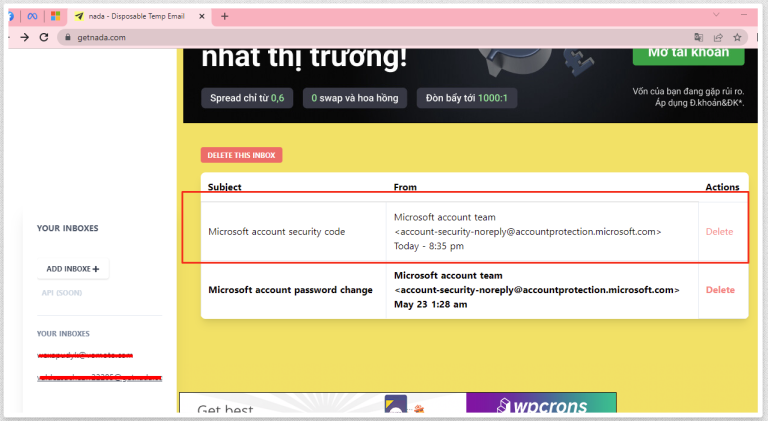 nada - Disposable Temp Email
getnada.com
nhất thị trường!
Mở tài khoản
Spread chỉ từ 0,6
0 swap và hoa hồng
Đòn bẩy tới 1000:1
Vốn của bạn đang gặp rủi ro.
Áp dụng Đ.khoản&ĐK*.
DELETE THIS INBOX
Subject From Actions
Microsoft account security code
Microsoft account team
<account-security-noreply@accountprotection.microsoft.com>
Today - 8:35 pm
Delete
Microsoft account password change
Microsoft account team
<account-security-noreply@accountprotection.microsoft.com>
May 23 1:28 am
Delete
YOUR INBOXES
ADD INBOXE +
API (SOON)
YOUR INBOXES
Get best
wpcrons